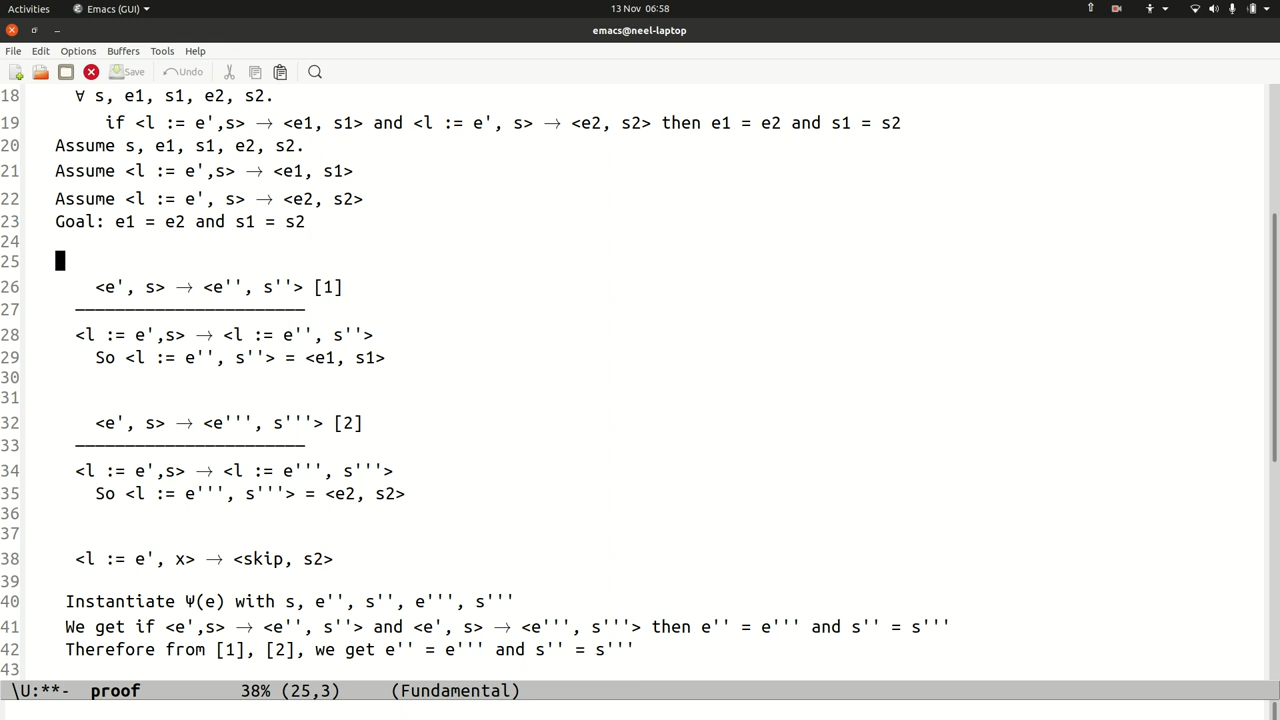 Activities Emacs (GUI) 13 Nov 06:58
emacs@neel-laptop
File Edit Options Buffers Tools Help
Save Undo
18 ∀ s, e1, s1, e2, s2.
19 if <l := e',s> → <e1, s1> and <l := e', s> → <e2, s2> then e1 = e2 and s1 = s2
20 Assume s, e1, s1, e2, s2.
21 Assume <l := e',s> → <e1, s1>
22 Assume <l := e', s> → <e2, s2>
23 Goal: e1 = e2 and s1 = s2
24
25
26 <e', s> → <e'', s''> [1]
27 ———————————————————————
28 <l := e',s> → <l := e'', s''>
29 So <l := e'', s''> = <e1, s1>
30
31
32 <e', s> → <e''', s'''> [2]
33 ———————————————————————
34 <l := e',s> → <l := e''', s'''>
35 So <l := e''', s'''> = <e2, s2>
36
37
38 <l := e', x> → <skip, s2>
39
40 Instantiate Ψ(e) with s, e'', s'', e''', s'''
41 We get if <e',s> → <e'', s''> and <e', s> → <e''', s'''> then e'' = e''' and s'' = s'''
42 Therefore from [1], [2], we get e'' = e''' and s'' = s'''
43
\U:**- proof 38% (25,3) (Fundamental)